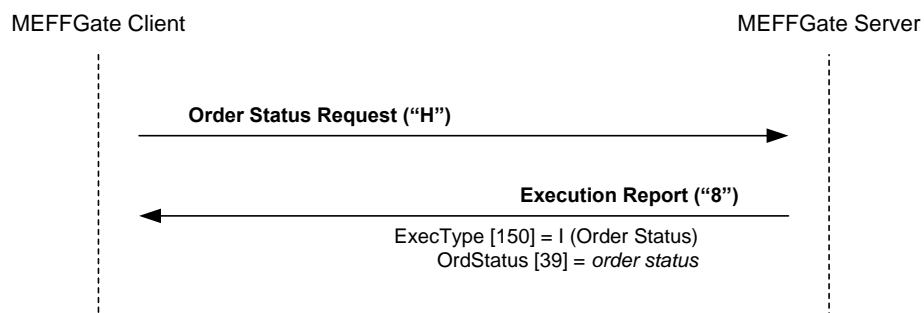 MEFFGate Client
MEFFGate Server
Order Status Request (“H”)
Execution Report (“8”)
ExecType [150] = I (Order Status)
OrdStatus [39] = order status